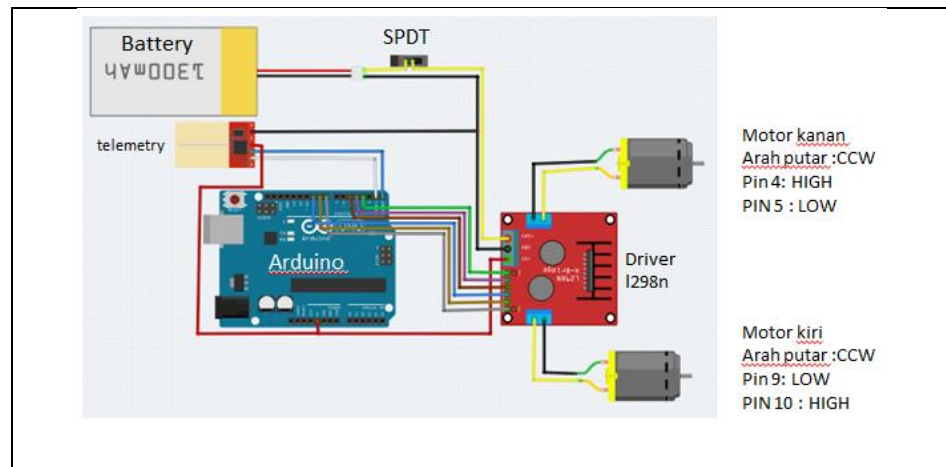 Battery
1300mAh
SPDT
telemetry
Arduino
Motor kanan
Arah putar :CCW
Pin 4: HIGH
PIN 5 : LOW
Driver
l298n
Motor kiri
Arah putar :CCW
Pin 9: LOW
PIN 10 : HIGH